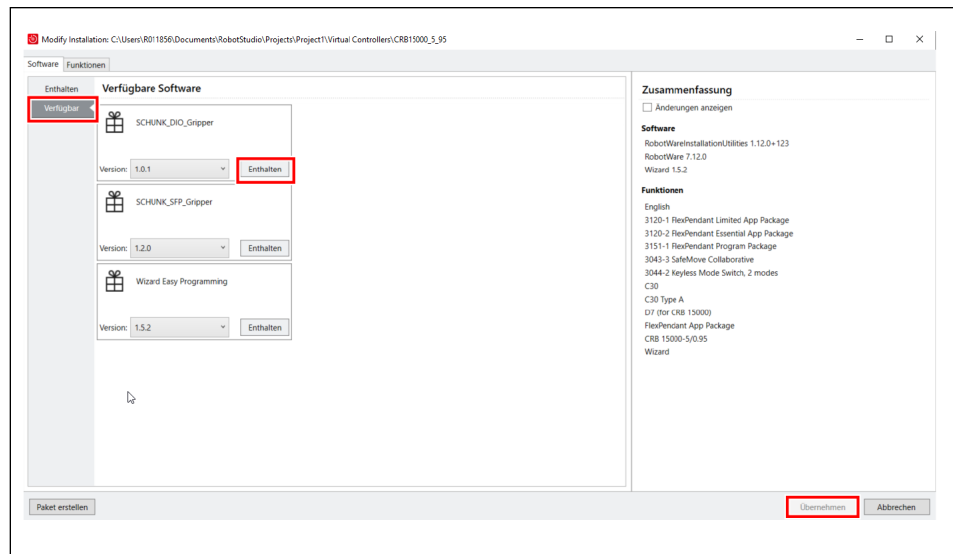 Modify Installation: C:\Users\R011856\Documents\RobotStudio\Projects\Project1\Virtual Controllers\CRB15000_5_95
Software Funktionen
Enthalten
Verfügbar
Verfügbare Software
SCHUNK_DIO_Gripper
Version: 1.0.1 Enthalten
SCHUNK_SFP_Gripper
Version: 1.2.0 Enthalten
Wizard Easy Programming
Version: 1.5.2 Enthalten
Zusammenfassung
Änderungen anzeigen
Software
RobotWareInstallationUtilities 1.12.0+123
RobotWare 7.12.0
Wizard 1.5.2
Funktionen
English
3120-1 FlexPendant Limited App Package
3120-2 FlexPendant Essential App Package
3151-1 FlexPendant Program Package
3043-3 SafeMove Collaborative
3044-2 Keyless Mode Switch, 2 modes
C30
C30 Type A
D7 (for CRB 15000)
FlexPendant App Package
CRB 15000-5/0.95
Wizard
Paket erstellen
Übernehmen Abbrechen